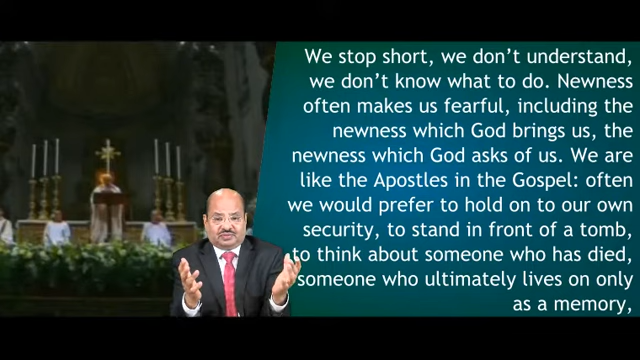 We stop short, we don't understand,
we don't know what to do. Newness
often makes us fearful, including the
newness which God brings us, the
newness which God asks of us. We are
like the Apostles in the Gospel: often
we would prefer to hold on to our own
security, to stand in front of a tomb,
to think about someone who has died,
someone who ultimately lives on only
as a memory,